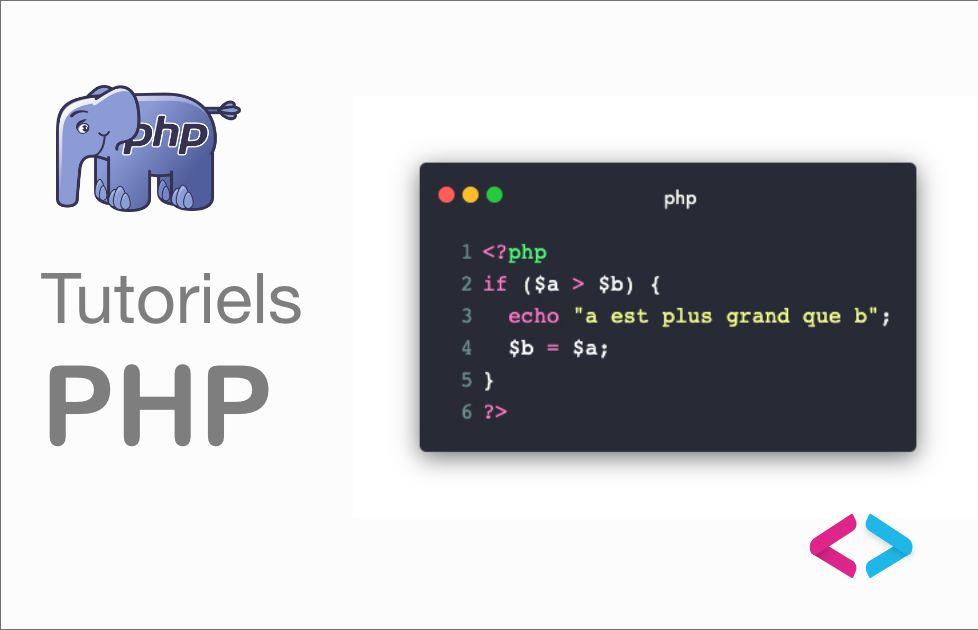 php
Tutoriels
PHP
php
1 <?php
2 if ($a > $b) {
3   echo "a est plus grand que b";
4   $b = $a;
5 }
6 ?>